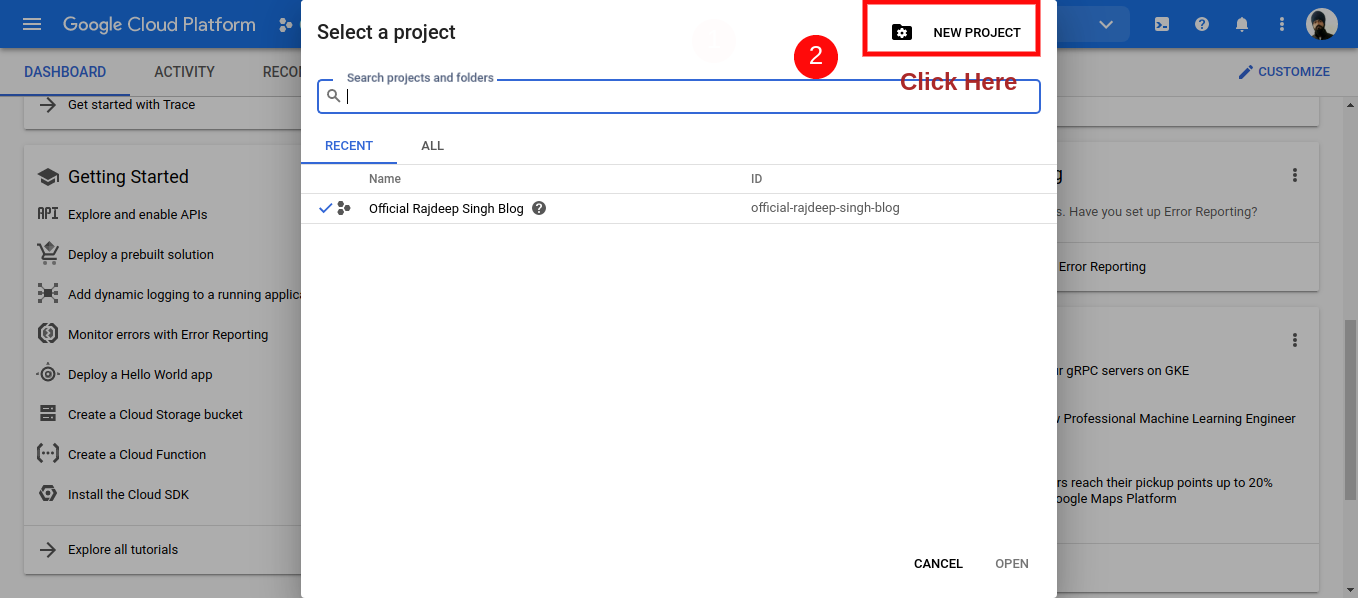 Google Cloud Platform
DASHBOARD
ACTIVITY
RECO
CUSTOMIZE
Select a project
NEW PROJECT
2
Click Here
Search projects and folders
RECENT
ALL
Name
ID
Official Rajdeep Singh Blog
official-rajdeep-singh-blog
CANCEL
OPEN
Get started with Trace
Getting Started
API
Explore and enable APIs
Deploy a prebuilt solution
Add dynamic logging to a running applica
Monitor errors with Error Reporting
Deploy a Hello World app
Create a Cloud Storage bucket
Create a Cloud Function
Install the Cloud SDK
Explore all tutorials
g
s. Have you set up Error Reporting?
Error Reporting
r gRPC servers on GKE
Professional Machine Learning Engineer
rs reach their pickup points up to 20%
oogle Maps Platform